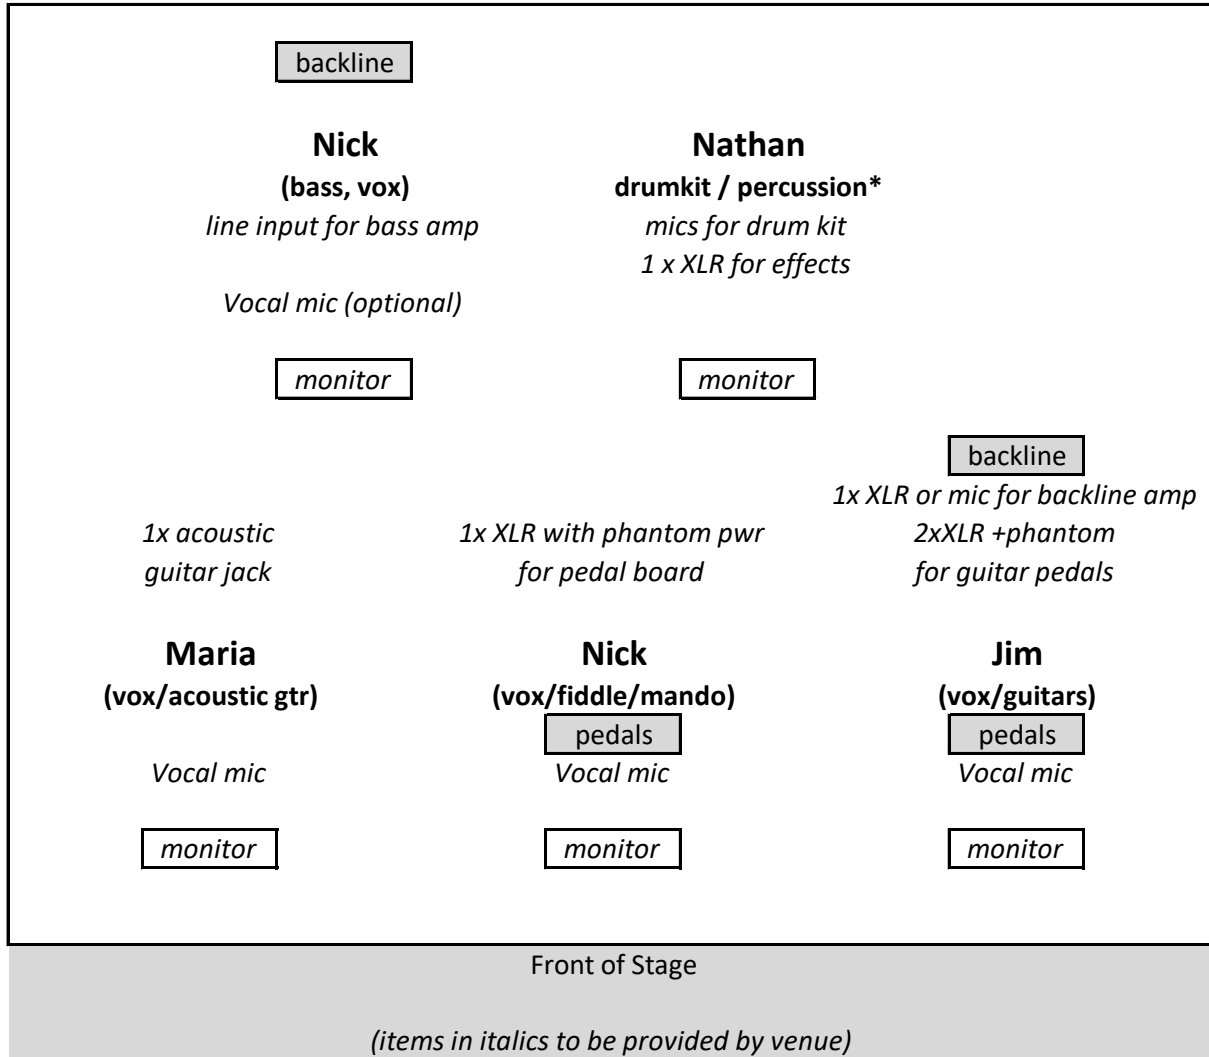 backline
Nick
(bass, vox)
line input for bass amp
Vocal mic (optional)
monitor
Nathan
drumkit / percussion*
mics for drum kit
1 x XLR for effects
monitor
1x acoustic
guitar jack
Maria
(vox/acoustic gtr)
Vocal mic
monitor
1x XLR with phantom pwr
for pedal board
Nick
(vox/fiddle/mando)
pedals
Vocal mic
monitor
backline
1x XLR or mic for backline amp
2xXLR +phantom
for guitar pedals
Jim
(vox/guitars)
pedals
Vocal mic
monitor
Front of Stage
(items in italics to be provided by venue)